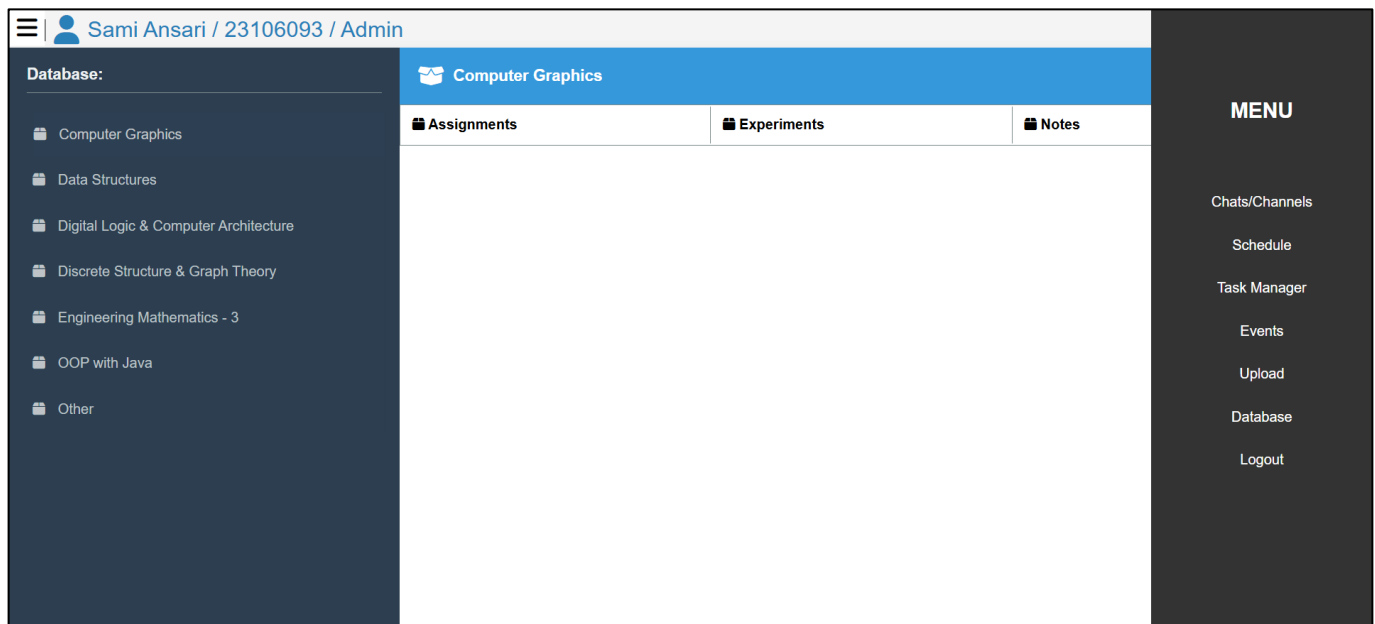 Sami Ansari / 23106093 / Admin
Database:
Computer Graphics
Data Structures
Digital Logic & Computer Architecture
Discrete Structure & Graph Theory
Engineering Mathematics - 3
OOP with Java
Other
Computer Graphics
Assignments
Experiments
Notes
MENU
Chats/Channels
Schedule
Task Manager
Events
Upload
Database
Logout